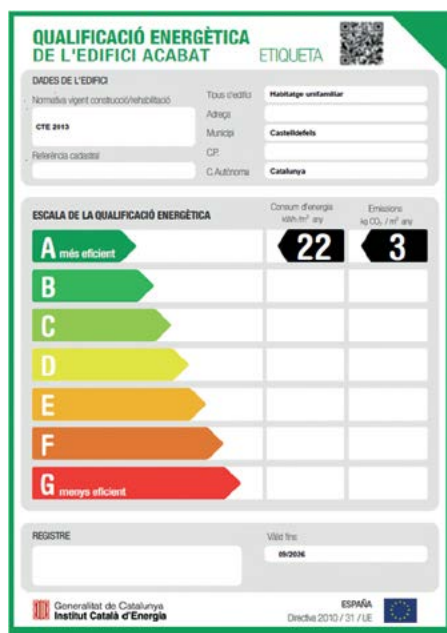 QUALIFICACIÓ ENERGÈTICA
DE L'EDIFICI ACABAT
ETIQUETA
DADES DE L'EDIFICI
Normativa vigent construcció/rehabilitació
CTE 2013
Referència cadastral
Tipus d'edifici
Habitatge unifamiliar
Adreça
Municipi
Castelldefels
C.P.
C.Autònoma
Catalunya
ESCALA DE LA QUALIFICACIÓ ENERGÈTICA
Consum d'energia
kWh/m² any
Emissions
kg CO₂ / m² any
A més eficient
22
3
B
C
D
E
F
G menys eficient
REGISTRE
Vàlid fins
09/2026
Generalitat de Catalunya
Institut Català d'Energia
ESPAÑA
Directiva 2010 / 31 / UE